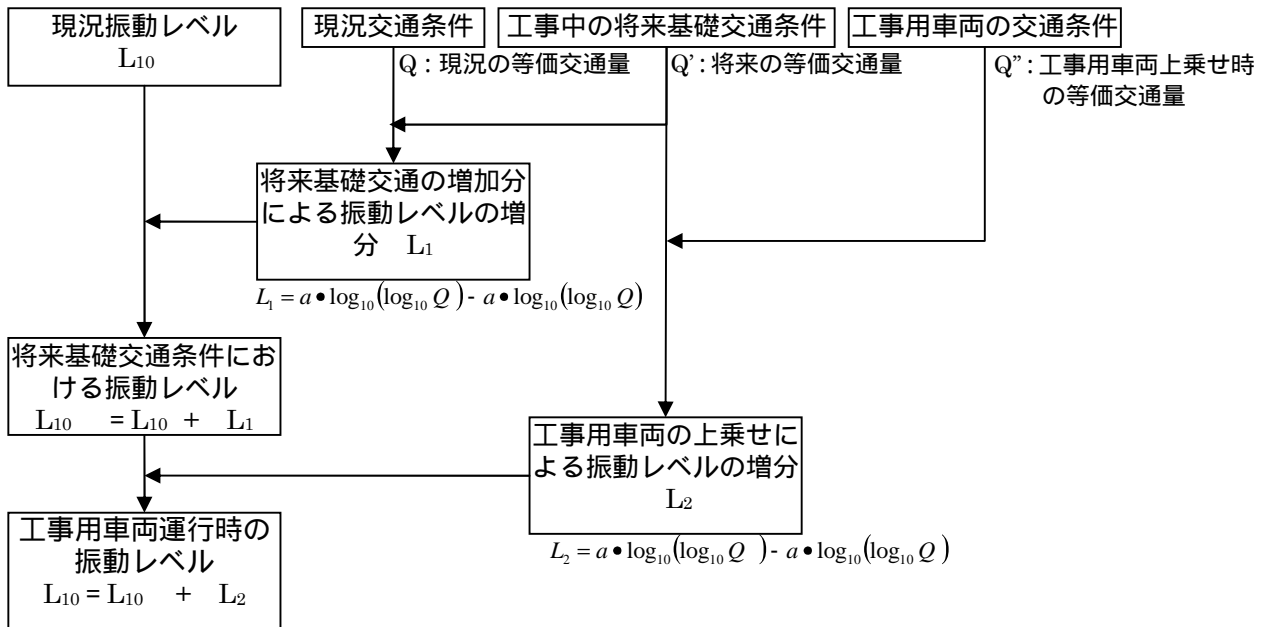 現況振動レベル
L10
現況交通条件
工事中の将来基礎交通条件
工事用車両の交通条件
Q : 現況の等価交通量
Q' : 将来の等価交通量
Q” : 工事用車両上乗せ時
の等価交通量
将来基礎交通の増加分
による振動レベルの増
分 L1
L1 = a • log10(log10 Q ) - a • log10(log10 Q)
将来基礎交通条件にお
ける振動レベル
L10 = L10 + L1
工事用車両の上乗せに
よる振動レベルの増分
L2
L2 = a • log10(log10 Q ) - a • log10(log10 Q )
工事用車両運行時の
振動レベル
L10 = L10 + L2